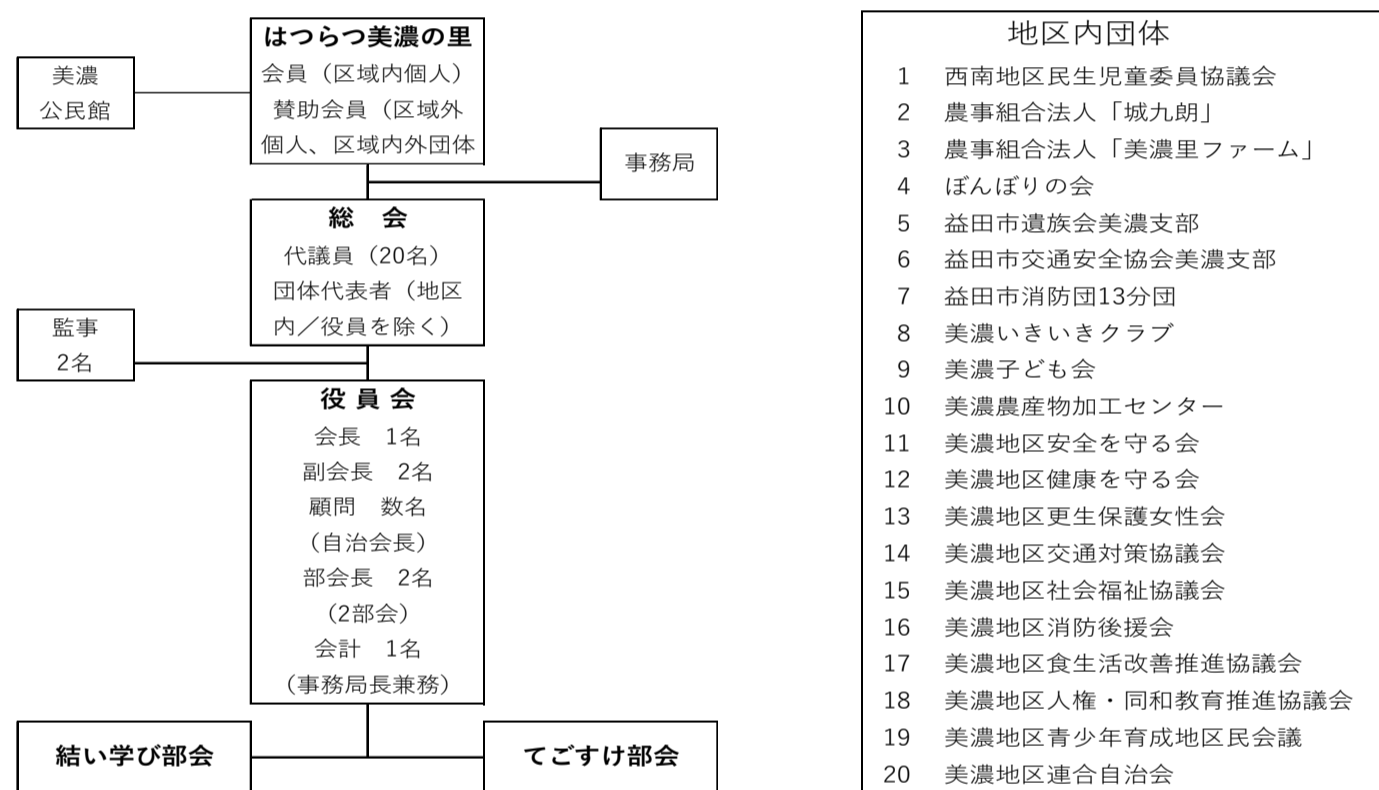 はつらつ美濃の里
会員（区域内個人）
賛助会員（区域外
個人、区域内外団体
美濃
公民館
事務局
総　会
代議員（20名）
団体代表者（地区
内／役員を除く）
監事
2名
役 員 会
会長　1名
副会長　2名
顧問　数名
（自治会長）
部会長　2名
（2部会）
会計　1名
（事務局長兼務）
結い学び部会
てごすけ部会
地区内団体
1　西南地区民生児童委員協議会
2　農事組合法人「城九朗」
3　農事組合法人「美濃里ファーム」
4　ぼんぼりの会
5　益田市遺族会美濃支部
6　益田市交通安全協会美濃支部
7　益田市消防団13分団
8　美濃いきいきクラブ
9　美濃子ども会
10　美濃農産物加工センター
11　美濃地区安全を守る会
12　美濃地区健康を守る会
13　美濃地区更生保護女性会
14　美濃地区交通対策協議会
15　美濃地区社会福祉協議会
16　美濃地区消防後援会
17　美濃地区食生活改善推進協議会
18　美濃地区人権・同和教育推進協議会
19　美濃地区青少年育成地区民会議
20　美濃地区連合自治会